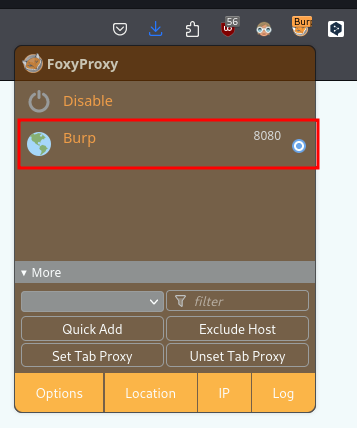 56
Burp
FoxyProxy
Disable
Burp 8080
▾ More
filter
Quick Add Exclude Host
Set Tab Proxy Unset Tab Proxy
Options Location IP Log